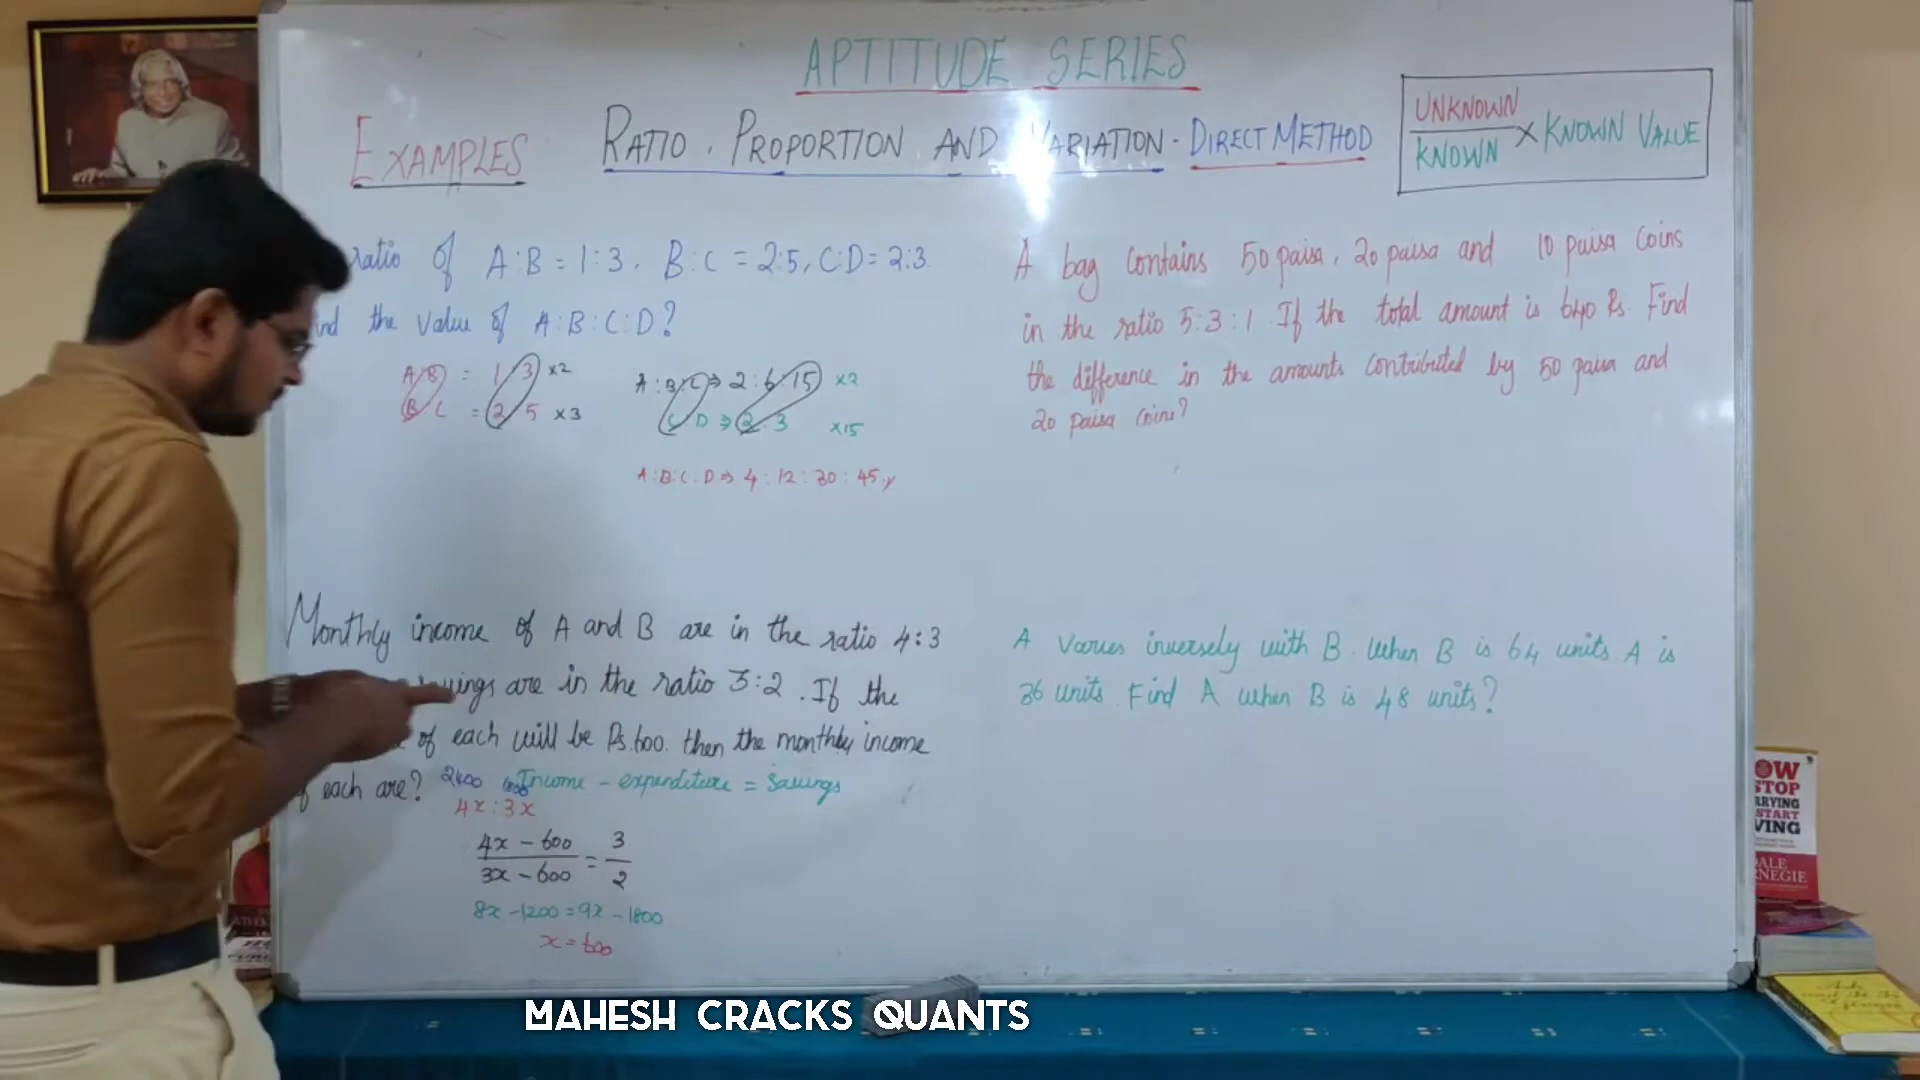 APTITUDE SERIES
EXAMPLES
RATIO, PROPORTION AND VARIATION - DIRECT METHOD
UNKNOWN
KNOWN
× KNOWN VALUE
ratio of A:B = 1:3, B:C = 2:5, C:D = 2:3.
the value of A:B:C:D?
A B = 1 3 ×2
B C = 2 5 ×3
A:B:C ⇒ 2:6:15 ×2
C D ⇒ 2:3 ×15
A:B:C:D ⇒ 4:12:30:45
A bag contains 50 paisa, 20 paisa and 10 paisa coins
in the ratio 5:3:1. If the total amount is 640 Rs. Find
the difference in the amounts contributed by 50 paisa and
20 paisa coins?
Monthly income of A and B are in the ratio 4:3
are in the ratio 3:2. If the
of each will be Rs.600. then the monthly income
each are? 2400 Income - expenditure = Savings
4x:3x
4x - 600
3x - 600
=
3
2
8x - 1200 = 9x - 1800
x = 600
A varies inversely with B. When B is 64 units A is
36 units. Find A when B is 48 units?
MAHESH CRACKS QUANTS
STOP
START